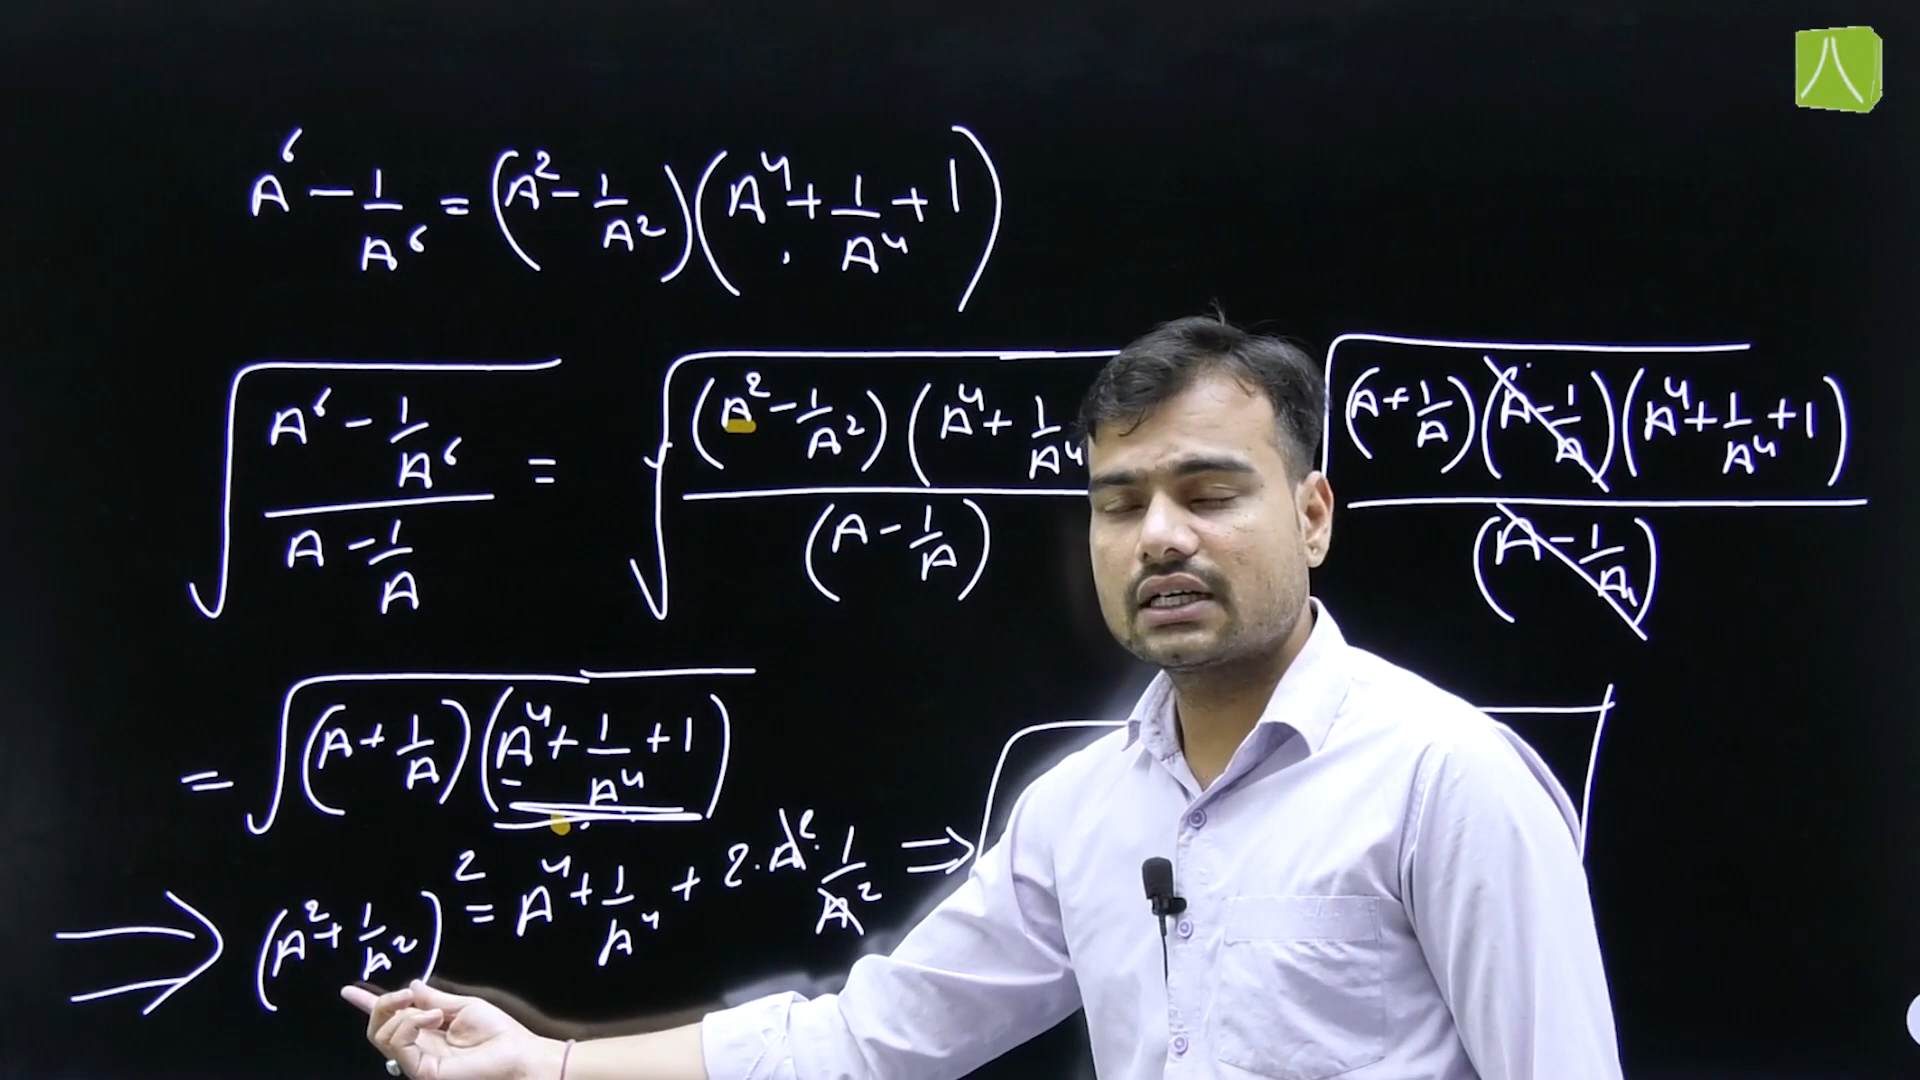 A⁶ - 1/A⁶ = (A² - 1/A²)(A⁴ + 1/A⁴ + 1)
√((A⁶ - 1/A⁶)/(A - 1/A)) = √((A² - 1/A²)(A⁴ + 1/A⁴ / (A - 1/A) √((A + 1/A)(A - 1/A)(A⁴ + 1/A⁴ + 1)/(A - 1/A))
= √((A + 1/A)(A⁴ + 1/A⁴ + 1))
⇒ (A² + 1/A²)² = A⁴ + 1/A⁴ + 2·A²·1/A² ⇒